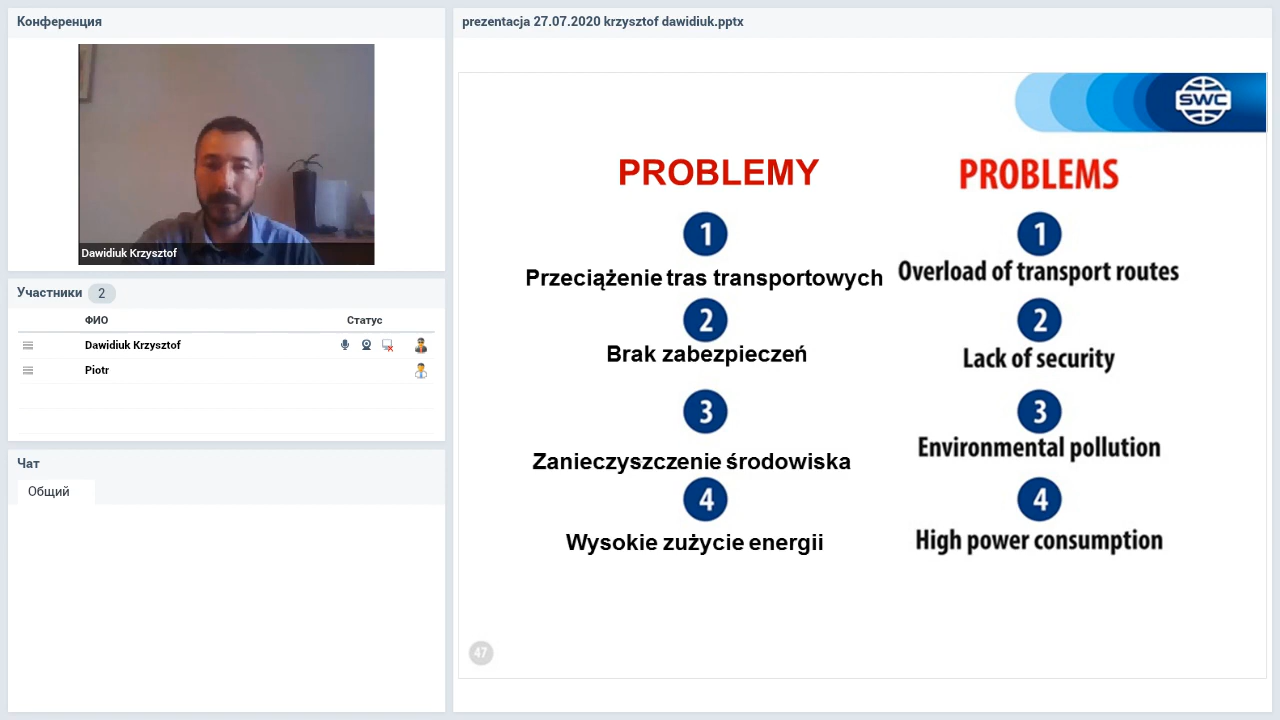 Конференция
Dawidiuk Krzysztof
Участники 2
ФИО Статус
Dawidiuk Krzysztof
Piotr
Чат
Общий
prezentacja 27.07.2020 krzysztof dawidiuk.pptx
SWC
PROBLEMY
1
Przeciążenie tras transportowych
2
Brak zabezpieczeń
3
Zanieczyszczenie środowiska
4
Wysokie zużycie energii
PROBLEMS
1
Overload of transport routes
2
Lack of security
3
Environmental pollution
4
High power consumption
47